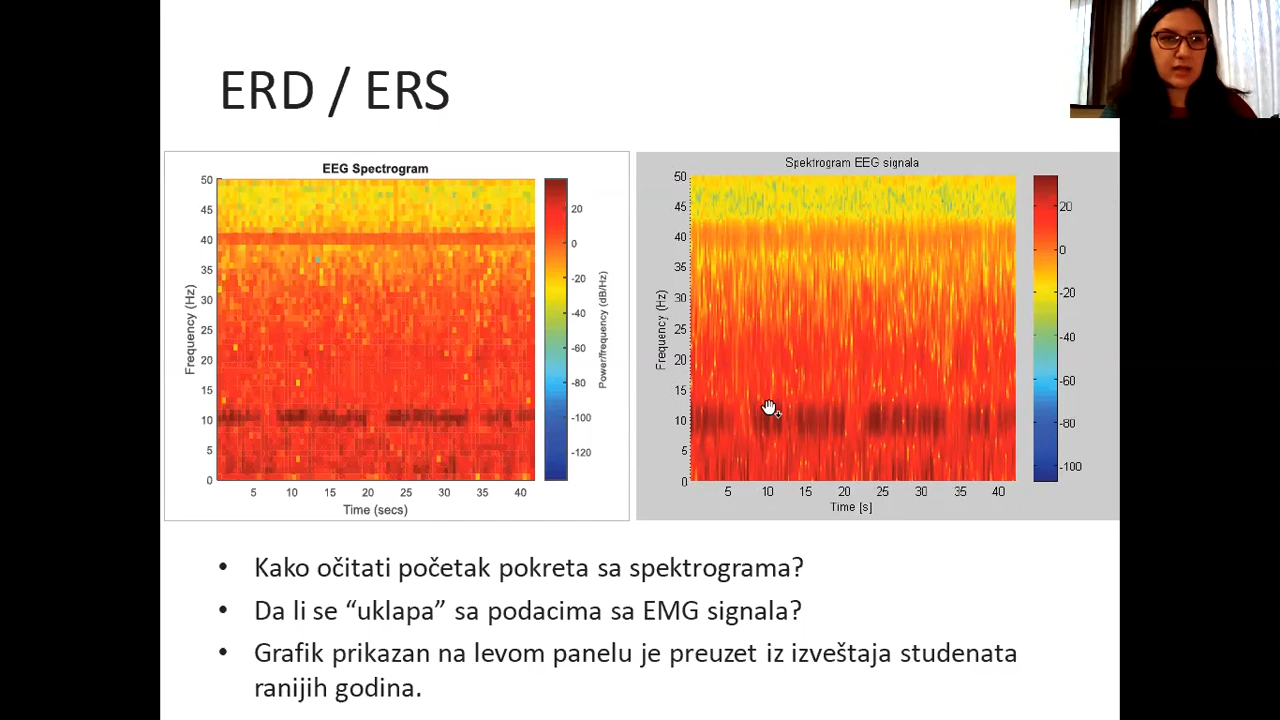 ERD / ERS
EEG Spectrogram
50
45
40
35
30
25
20
15
10
5
0
Frequency (Hz)
5 10 15 20 25 30 35 40
Time (secs)
20
0
-20
-40
-60
-80
-100
-120
Power/frequency (dB/Hz)
Spektrogram EEG signala
50
45
40
35
30
25
20
15
10
5
0
Frequency (Hz)
5 10 15 20 25 30 35 40
Time [s]
20
0
-20
-40
-60
-80
-100
• Kako očitati početak pokreta sa spektrograma?
• Da li se “uklapa” sa podacima sa EMG signala?
• Grafik prikazan na levom panelu je preuzet iz izveštaja studenata
ranijih godina.